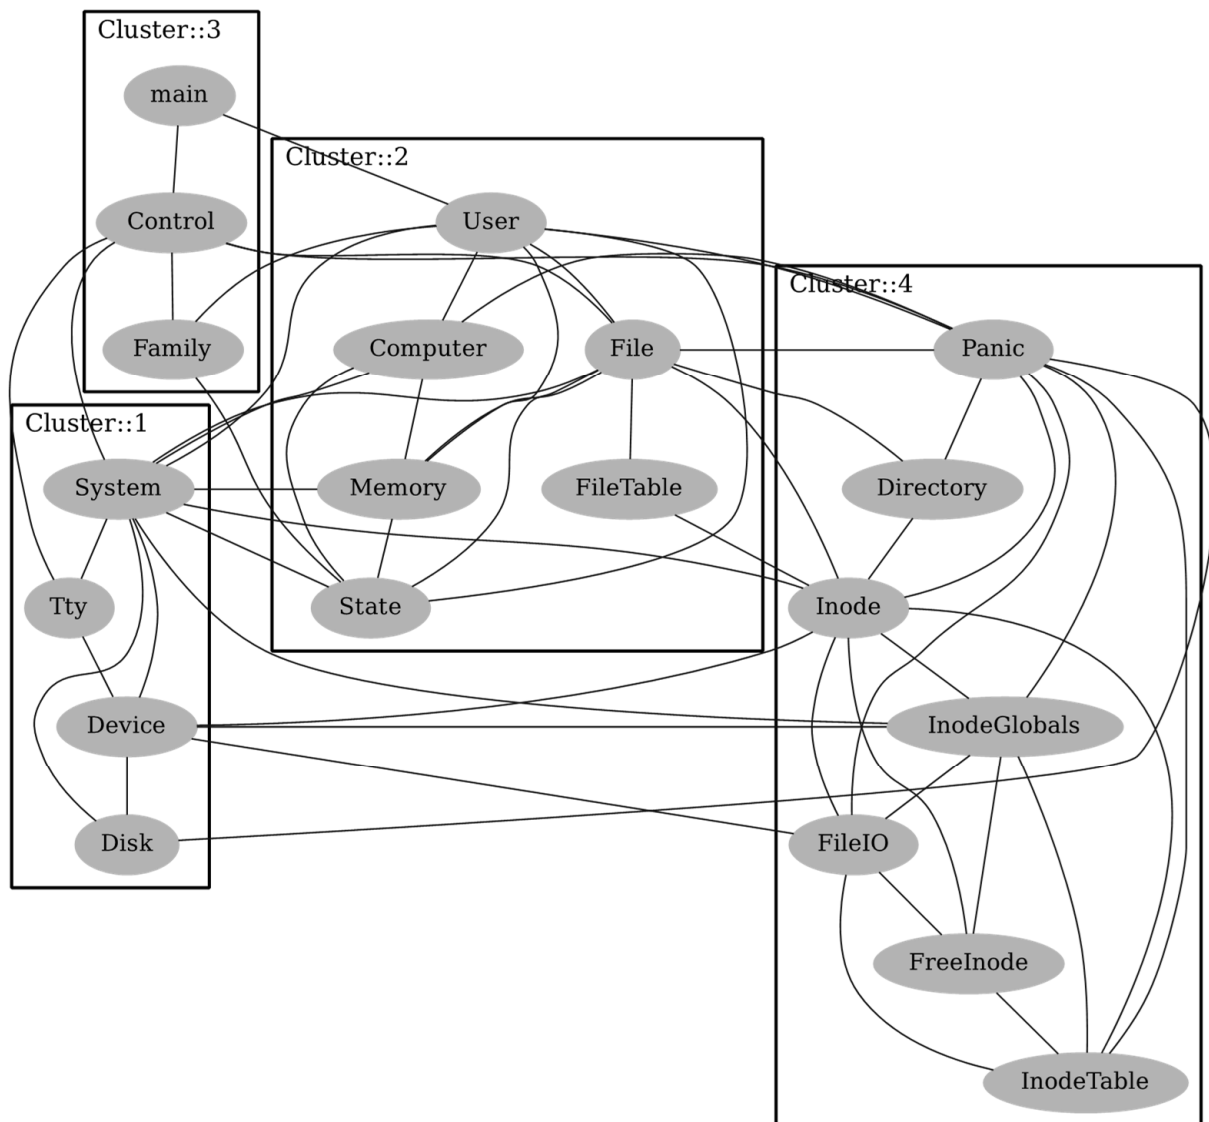 Cluster::3
main
Control
Family
Cluster::2
User
Computer
File
Memory
FileTable
State
Cluster::1
System
Tty
Device
Disk
Cluster::4
Panic
Directory
Inode
InodeGlobals
FileIO
FreeInode
InodeTable